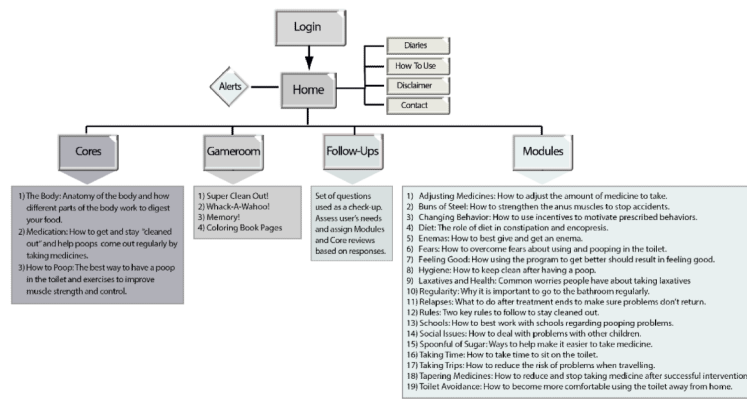 Login
Diaries
How To Use
Disclaimer
Contact
Alerts
Home
Cores
Gameroom
Follow-Ups
Modules
1) The Body: Anatomy of the body and how
different parts of the body work to digest
your food.
2) Medication: How to get and stay "cleaned
out" and help poops come out regularly by
taking medicines.
3) How to Poop: The best way to have a poop
in the toilet and exercises to improve
muscle strength and control.
1) Super Clean Out!
2) Whack-A-Wahoo!
3) Memory!
4) Coloring Book Pages
Set of questions
used as a check-up.
Assess user's needs
and assign Modules
and Core reviews
based on responses.
1) Adjusting Medicines: How to adjust the amount of medicine to take.
2) Buns of Steel: How to strengthen the anus muscles to stop accidents.
3) Changing Behavior: How to use incentives to motivate prescribed behaviors.
4) Diet: The role of diet in constipation and encopresis.
5) Enemas: How to best give and get an enema.
6) Fears: How to overcome fears about using and pooping in the toilet.
7) Feeling Good: How using the program to get better should result in feeling good.
8) Hygiene: How to keep clean after having a poop.
9) Laxatives and Health: Common worries people have about taking laxatives
10) Regularity: Why it is important to go to the bathroom regularly.
11) Relapses: What to do after treatment ends to make sure problems don't return.
12) Rules: Two key rules to follow to stay cleaned out.
13) Schools: How to best work with schools regarding pooping problems.
14) Social Issues: How to deal with problems with other children.
15) Spoonful of Sugar: Ways to help make it easier to take medicine.
16) Taking Time: How to take time to sit on the toilet.
17) Taking Trips: How to reduce the risk of problems when travelling.
18) Tapering Medicines: How to reduce and stop taking medicine after successful intervention
19) Toilet Avoidance: How to become more comfortable using the toilet away from home.